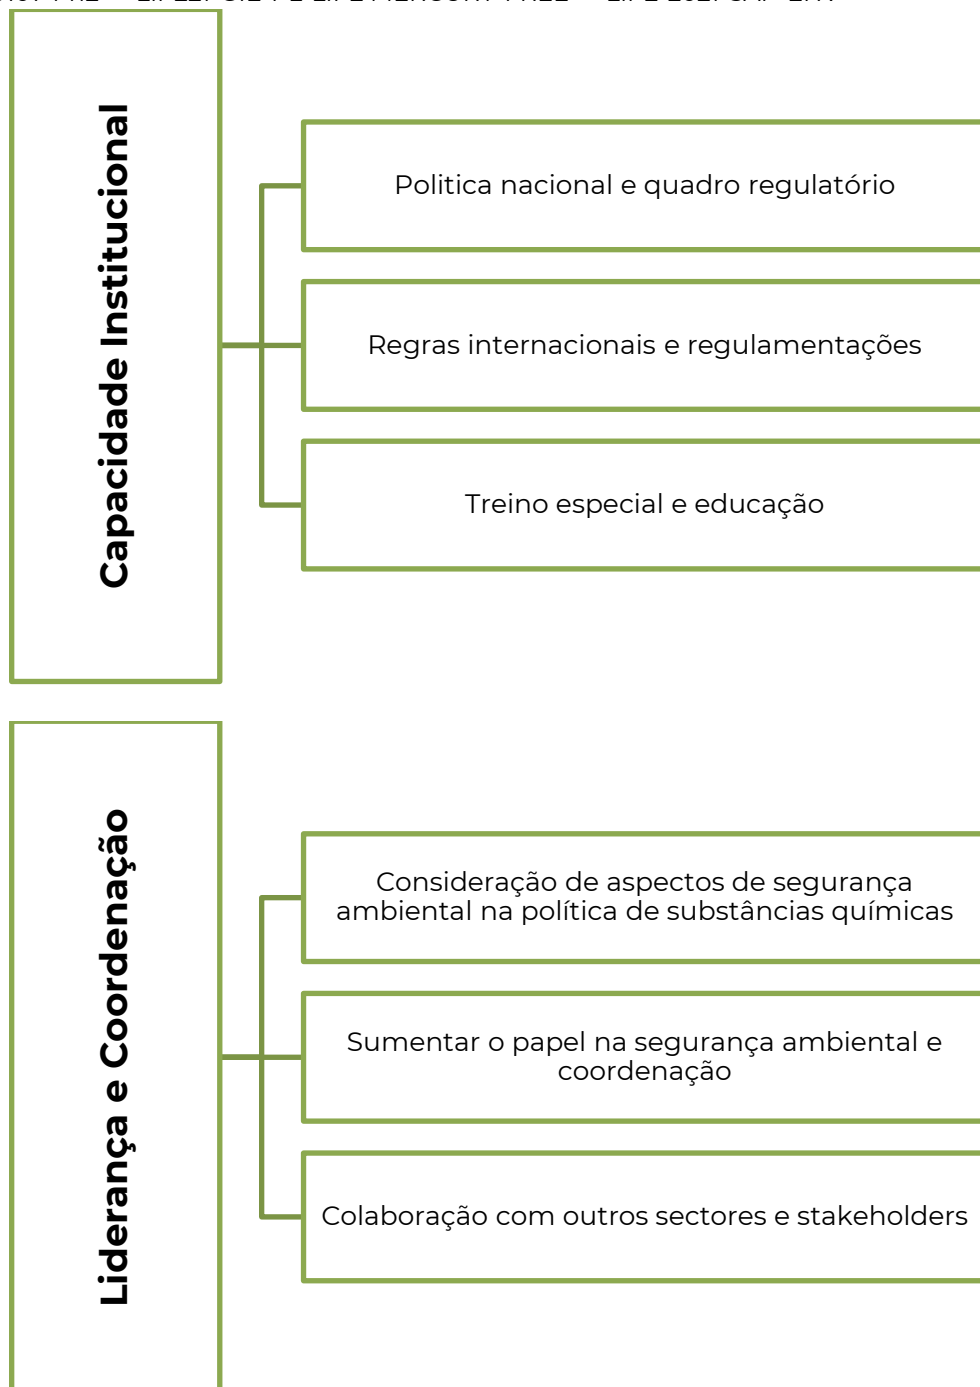 Capacidade Institucional
Politica nacional e quadro regulatório
Regras internacionais e regulamentações
Treino especial e educação
Liderança e Coordenação
Consideração de aspectos de segurança
ambiental na política de substâncias químicas
Sumentar o papel na segurança ambiental e
coordenação
Colaboração com outros sectores e stakeholders